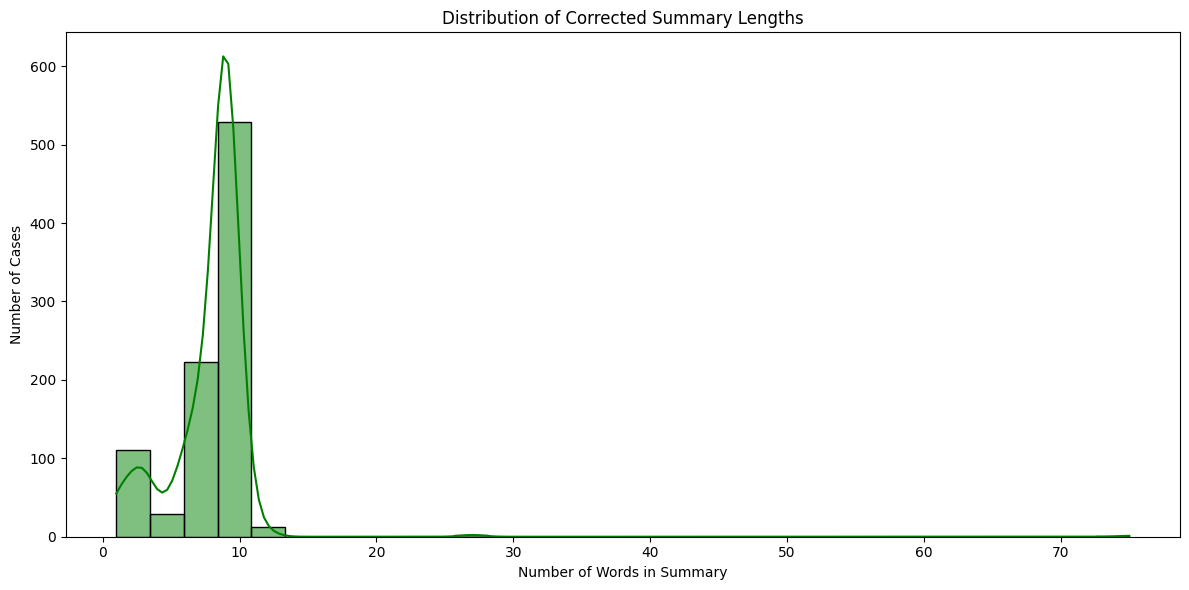 Distribution of Corrected Summary Lengths
Number of Cases
600
500
400
300
200
100
0
0 10 20 30 40 50 60 70
Number of Words in Summary